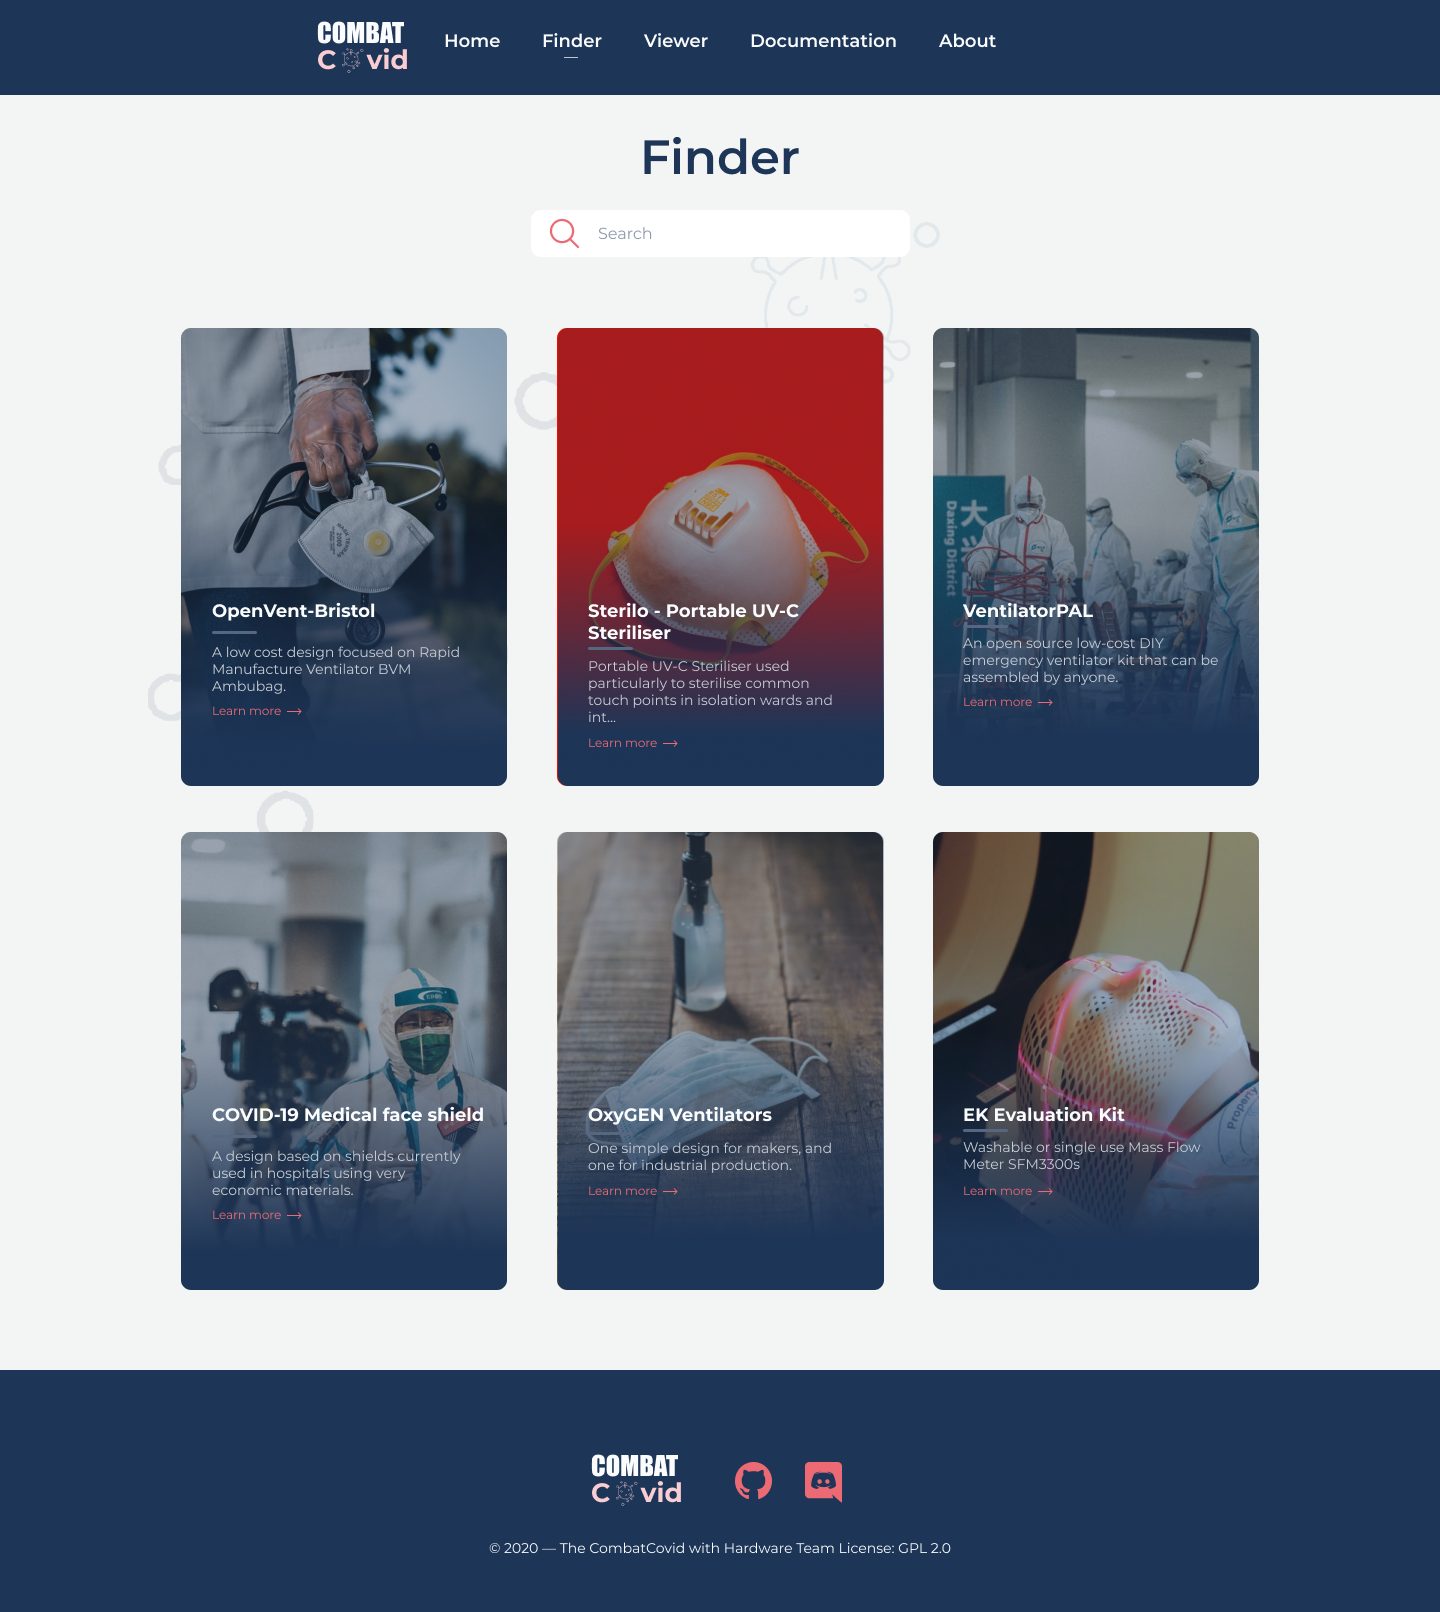 COMBAT
C vid
Home
Finder
Viewer
Documentation
About
Finder
Search
OpenVent-Bristol
A low cost design focused on Rapid
Manufacture Ventilator BVM
Ambubag.
Learn more
Sterilo - Portable UV-C
Steriliser
Portable UV-C Steriliser used
particularly to sterilise common
touch points in isolation wards and
int...
Learn more
大兴
Daxing District
VentilatorPAL
An open source low-cost DIY
emergency ventilator kit that can be
assembled by anyone.
Learn more
COVID-19 Medical face shield
A design based on shields currently
used in hospitals using very
economic materials.
Learn more
OxyGEN Ventilators
One simple design for makers, and
one for industrial production.
Learn more
Property
EK Evaluation Kit
Washable or single use Mass Flow
Meter SFM3300s
Learn more
COMBAT
C vid
© 2020 — The CombatCovid with Hardware Team License: GPL 2.0